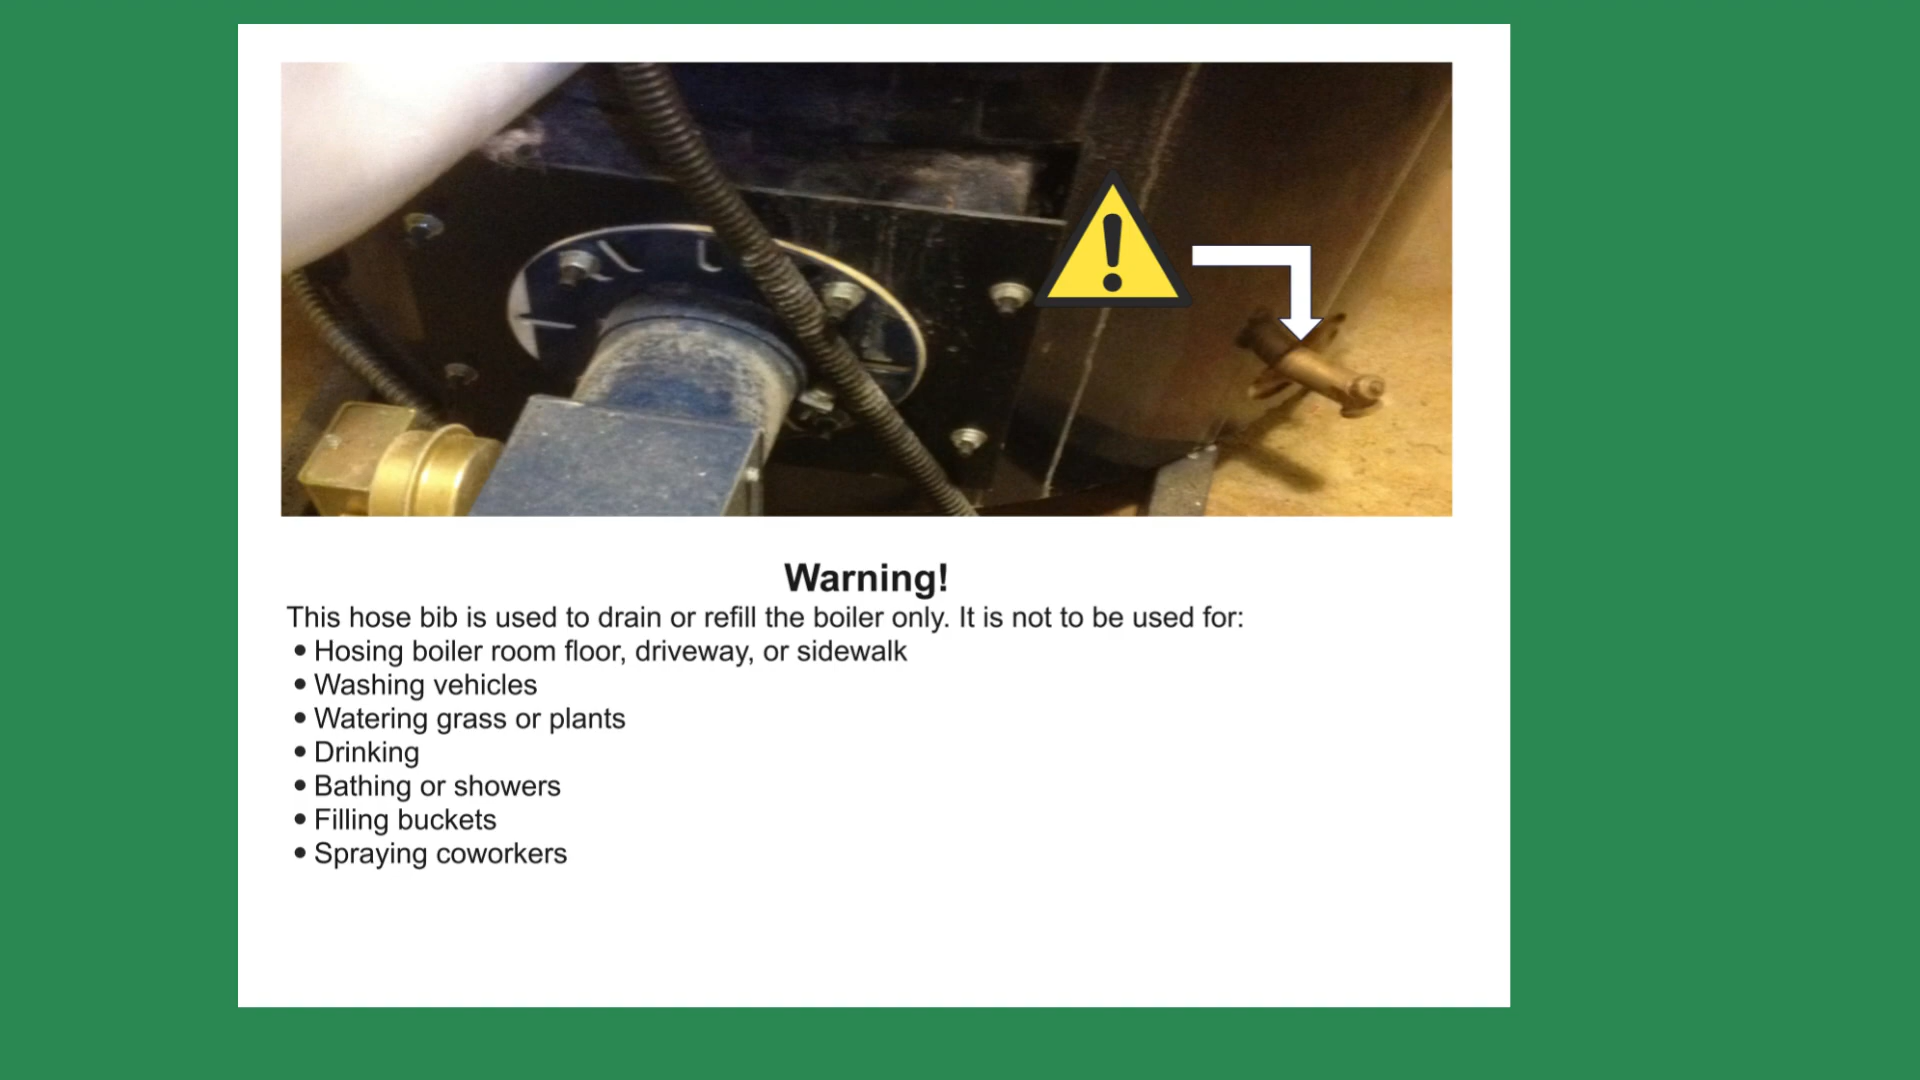 Warning!
This hose bib is used to drain or refill the boiler only. It is not to be used for:
• Hosing boiler room floor, driveway, or sidewalk
• Washing vehicles
• Watering grass or plants
• Drinking
• Bathing or showers
• Filling buckets
• Spraying coworkers